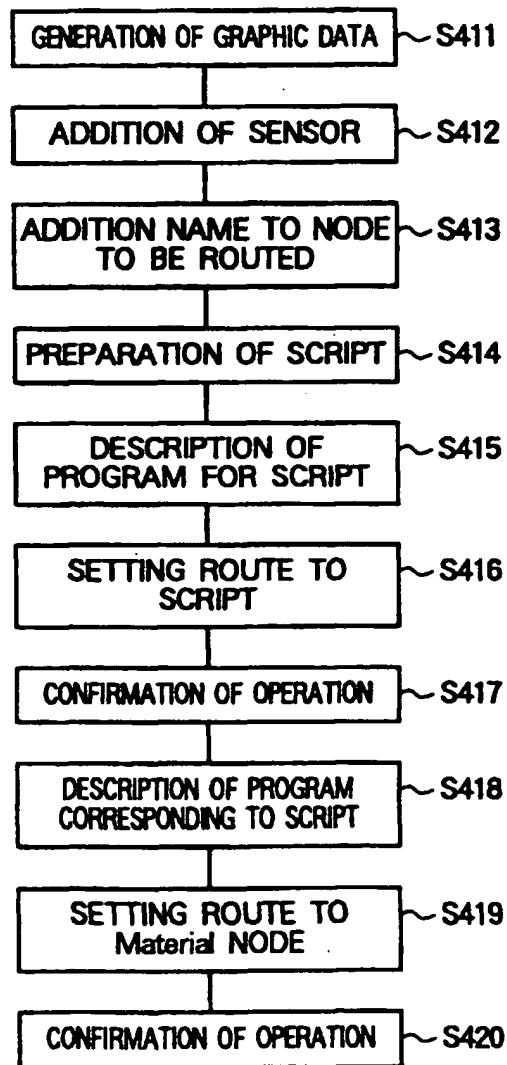 GENERATION OF GRAPHIC DATA ~ S411
ADDITION OF SENSOR ~ S412
ADDITION NAME TO NODE ~ S413
TO BE ROUTED
PREPARATION OF SCRIPT ~ S414
DESCRIPTION OF ~ S415
PROGRAM FOR SCRIPT
SETTING ROUTE TO ~ S416
SCRIPT
CONFIRMATION OF OPERATION ~ S417
DESCRIPTION OF PROGRAM ~ S418
CORRESPONDING TO SCRIPT
SETTING ROUTE TO ~ S419
Material NODE
CONFIRMATION OF OPERATION ~ S420